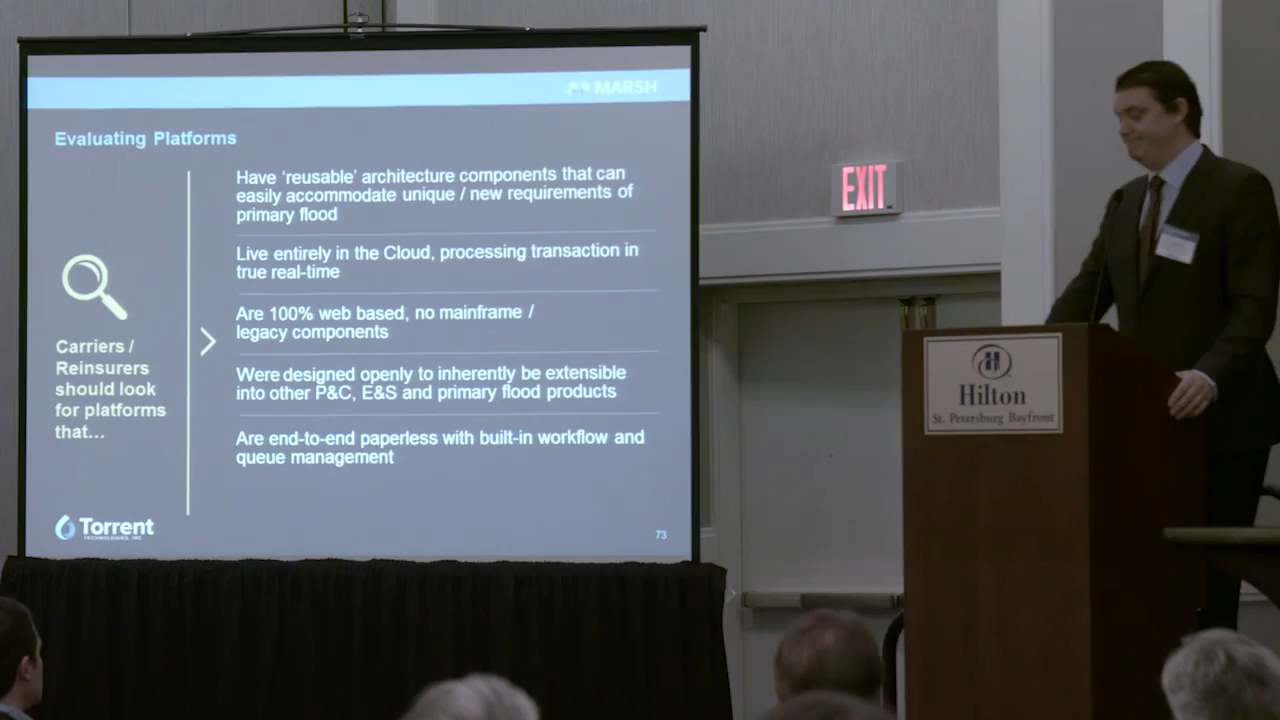 MARSH
Evaluating Platforms
Have ‘reusable’ architecture components that can
easily accommodate unique / new requirements of
primary flood
Live entirely in the Cloud, processing transaction in
true real-time
Are 100% web based, no mainframe /
legacy components
Were designed openly to inherently be extensible
into other P&C, E&S and primary flood products
Are end-to-end paperless with built-in workflow and
queue management
Carriers /
Reinsurers
should look
for platforms
that...
Torrent
TECHNOLOGIES, INC
73
EXIT
Hilton
St. Petersburg Bayfront